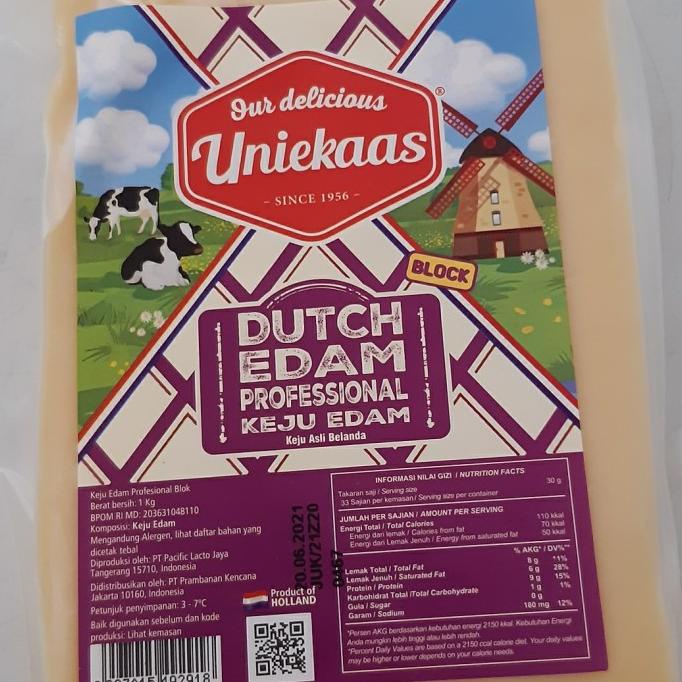 Our delicious
Uniekaas®
- SINCE 1956 -
BLOCK
DUTCH
EDAM
PROFESSIONAL
KEJU EDAM
Keju Asli Belanda
Keju Edam Profesional Blok
Berat bersih: 1 Kg
BPOM RI MD: 203631048110
Komposisi: Keju Edam
Mengandung Alergen, lihat daftar bahan yang
dicetak tebal
Diproduksi oleh: PT Pacific Lacto Jaya
Tangerang 15710, Indonesia
Didistribusikan oleh: PT Prambanan Kencana
Jakarta 10160, Indonesia
Petunjuk penyimpanan: 3 - 7°C
Baik digunakan sebelum dan kode
produksi: Lihat kemasan
20.06.2021
JUK/21Z20
Product of
HOLLAND
INFORMASI NILAI GIZI / NUTRITION FACTS
Takaran saji / Serving size 30 g
33 Sajian per kemasan / Serving size per container
JUMLAH PER SAJIAN / AMOUNT PER SERVING
Energi Total / Total Calories 110 kkal
Energi dari lemak / Calories from fat 70 kkal
Energi dari Lemak Jenuh / Energy from saturated fat 50 kkal
% AKG* / DV%**
Lemak Total / Total Fat 8 g 11%
Lemak Jenuh / Saturated Fat 6 g 28%
Protein / Protein 9 g 15%
Karbohidrat Total / Total Carbohydrate 1 g 1%
Gula / Sugar 0 g
Garam / Sodium 180 mg 12%
*Persen AKG berdasarkan kebutuhan energi 2150 kkal. Kebutuhan Energi
Anda mungkin lebih tinggi atau lebih rendah.
*Percent Daily Values are based on a 2150 ccal calorie diet. Your daily values
may be higher or lower depends on your calorie needs.